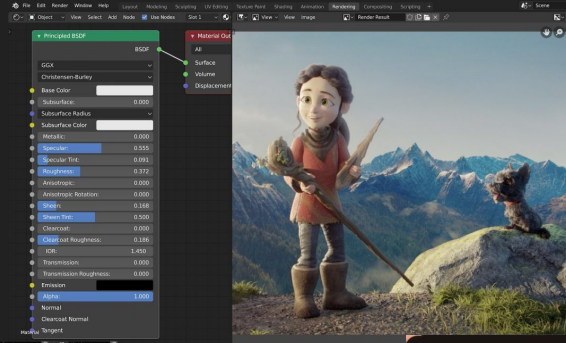 File Edit Render Window Help Layout Modeling Sculpting UV Editing Texture Paint Shading Animation Rendering Compositing Scripting + Scene
Object View Select Add Node Use Nodes Slot 1 View View Image Render Result
Principled BSDF
BSDF
GGX
Christensen-Burley
Base Color
Subsurface: 0.000
Subsurface Radius
Subsurface Color
Metallic: 0.000
Specular: 0.555
Specular Tint: 0.091
Roughness: 0.372
Anisotropic: 0.000
Anisotropic Rotation: 0.000
Sheen: 0.168
Sheen Tint: 0.500
Clearcoat: 0.000
Clearcoat Roughness: 0.186
IOR: 1.450
Transmission: 0.000
Transmission Roughness: 0.000
Emission
Alpha: 1.000
Normal
Clearcoat Normal
Tangent
Material
Material Out
All
Surface
Volume
Displacement